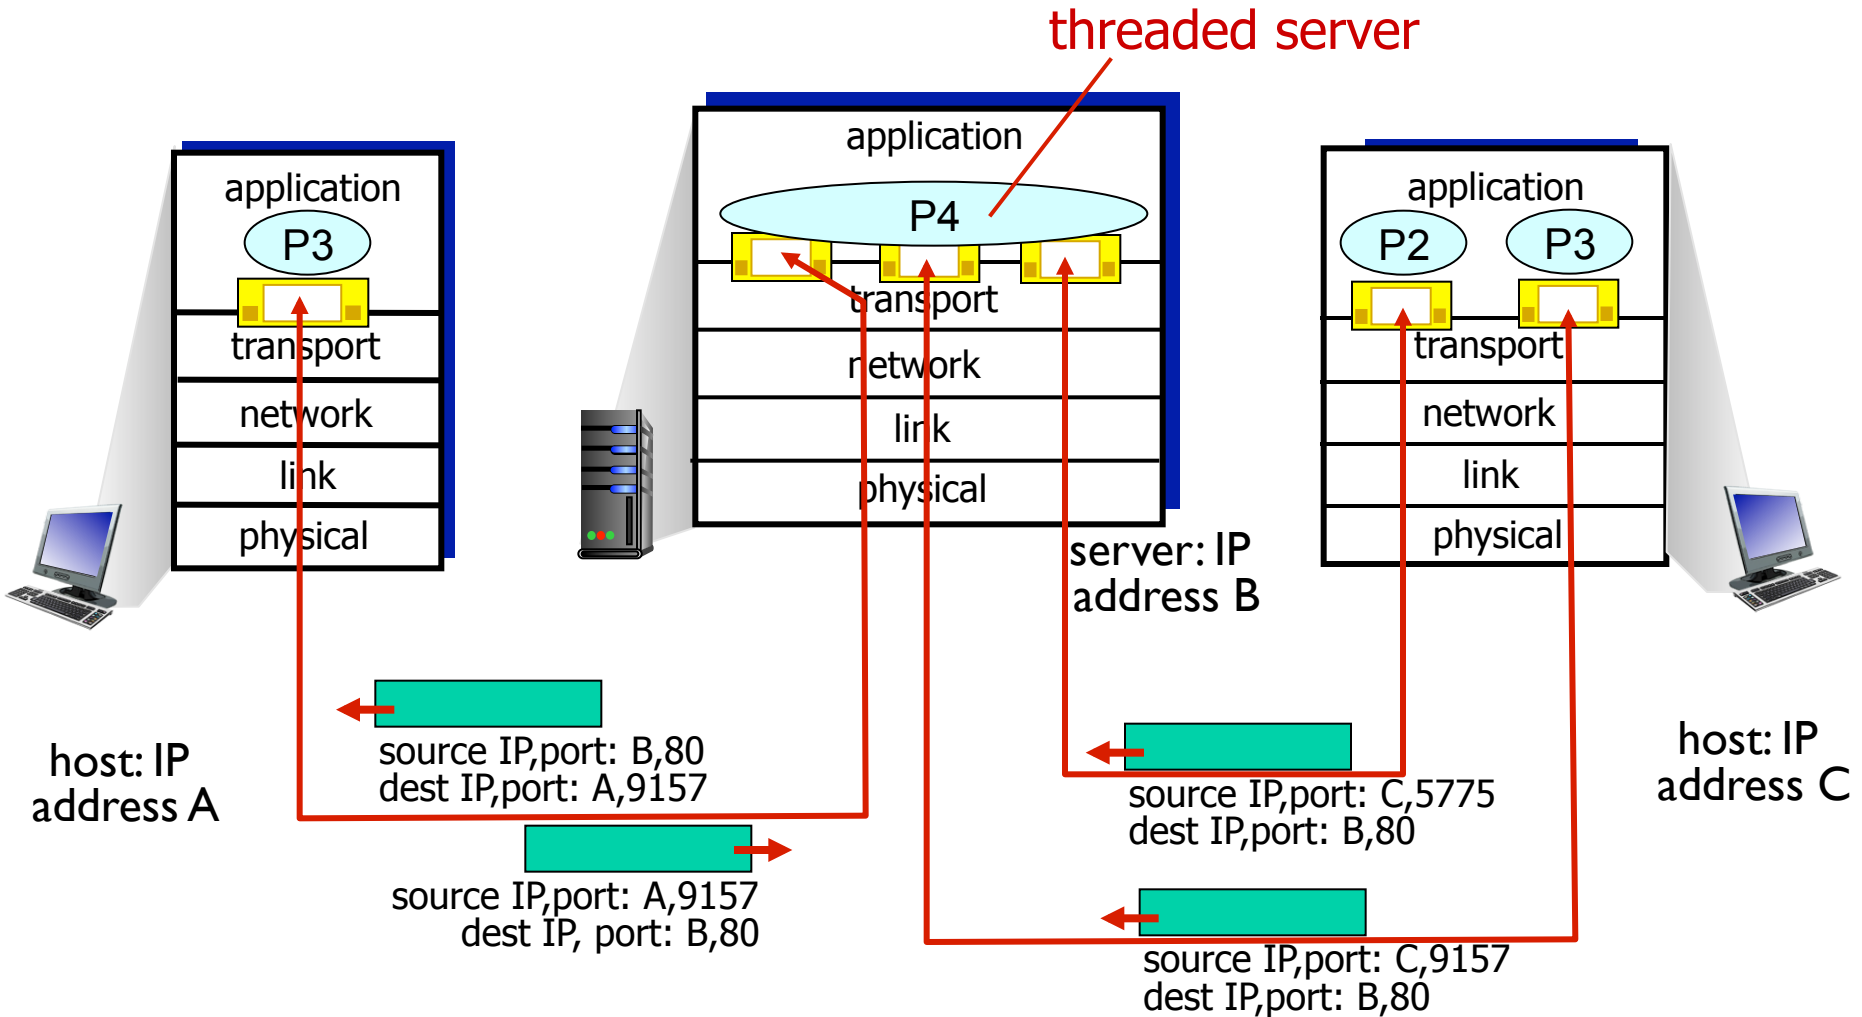 threaded server
application
P3
transport
network
link
physical
application
P4
transport
network
link
physical
application
P2
P3
transport
network
link
physical
server: IP
address B
host: IP
address A
source IP,port: B,80
dest IP,port: A,9157
source IP,port: A,9157
dest IP, port: B,80
source IP,port: C,5775
dest IP,port: B,80
source IP,port: C,9157
dest IP,port: B,80
host: IP
address C